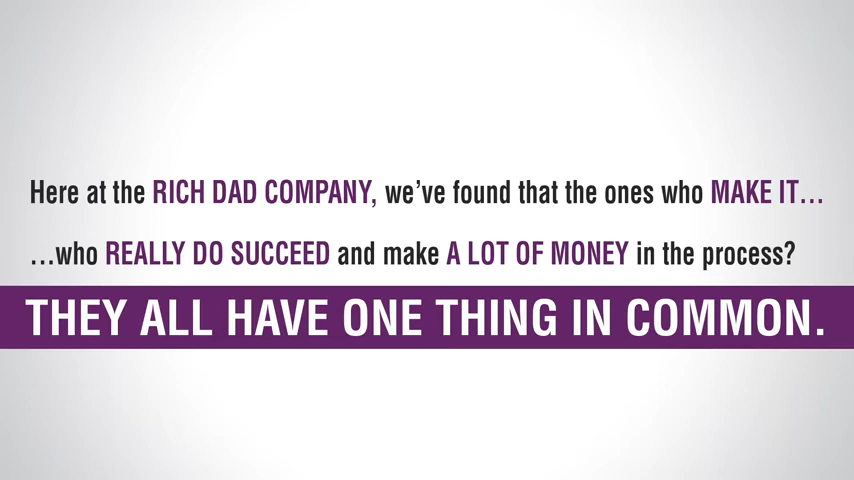 Here at the RICH DAD COMPANY, we've found that the ones who MAKE IT...
...who REALLY DO SUCCEED and make A LOT OF MONEY in the process?
THEY ALL HAVE ONE THING IN COMMON.